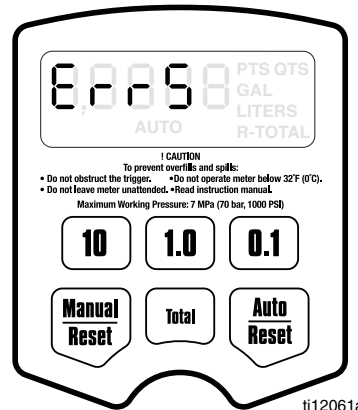 Err5 PTS QTS
GAL
LITERS
AUTO R-TOTAL
! CAUTION
To prevent overfills and spills:
• Do not obstruct the trigger. •Do not operate meter below 32˚F (0˚C).
• Do not leave meter unattended. •Read instruction manual.
Maximum Working Pressure: 7 MPa (70 bar, 1000 PSI)
10 1.0 0.1
Manual Total Auto
Reset Reset
ti12061a